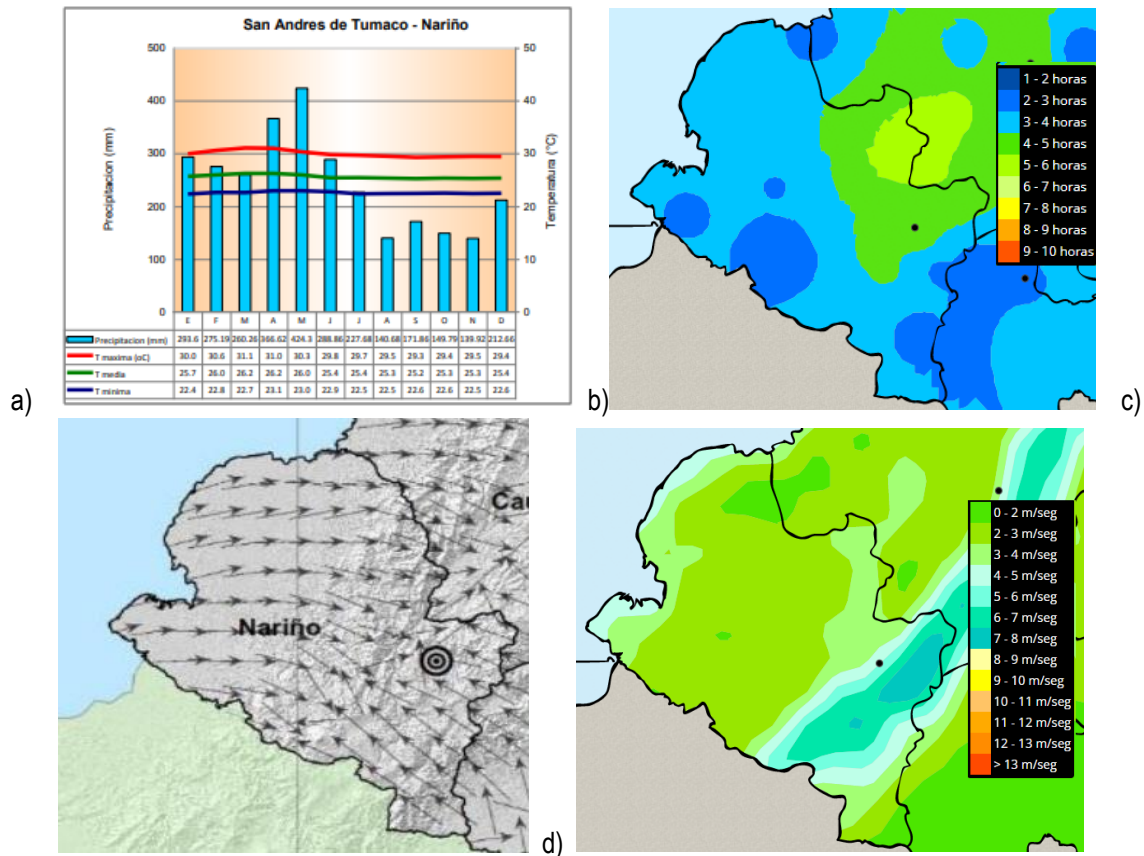 San Andres de Tumaco - Nariño
Precipitacion (mm)
500
400
300
200
100
0
Temperatura (°C)
50
40
30
20
10
0
E F M A M J J A S O N D
Precipitacion (mm) 293.6 275.19 260.26 366.62 424.3 288.86 227.68 140.68 171.86 149.79 139.92 212.66
T maxima (oC) 30.0 30.6 31.1 31.0 30.3 29.8 29.7 29.5 29.3 29.4 29.5 29.4
T media 25.7 26.0 26.2 26.2 26.0 25.4 25.4 25.3 25.2 25.3 25.3 25.4
T minima 22.4 22.8 22.7 23.1 23.0 22.9 22.5 22.5 22.6 22.6 22.5 22.6
a)
1 - 2 horas
2 - 3 horas
3 - 4 horas
4 - 5 horas
5 - 6 horas
6 - 7 horas
7 - 8 horas
8 - 9 horas
9 - 10 horas
b)
c)
Nariño
Cau
d)
0 - 2 m/seg
2 - 3 m/seg
3 - 4 m/seg
4 - 5 m/seg
5 - 6 m/seg
6 - 7 m/seg
7 - 8 m/seg
8 - 9 m/seg
9 - 10 m/seg
10 - 11 m/seg
11 - 12 m/seg
12 - 13 m/seg
> 13 m/seg